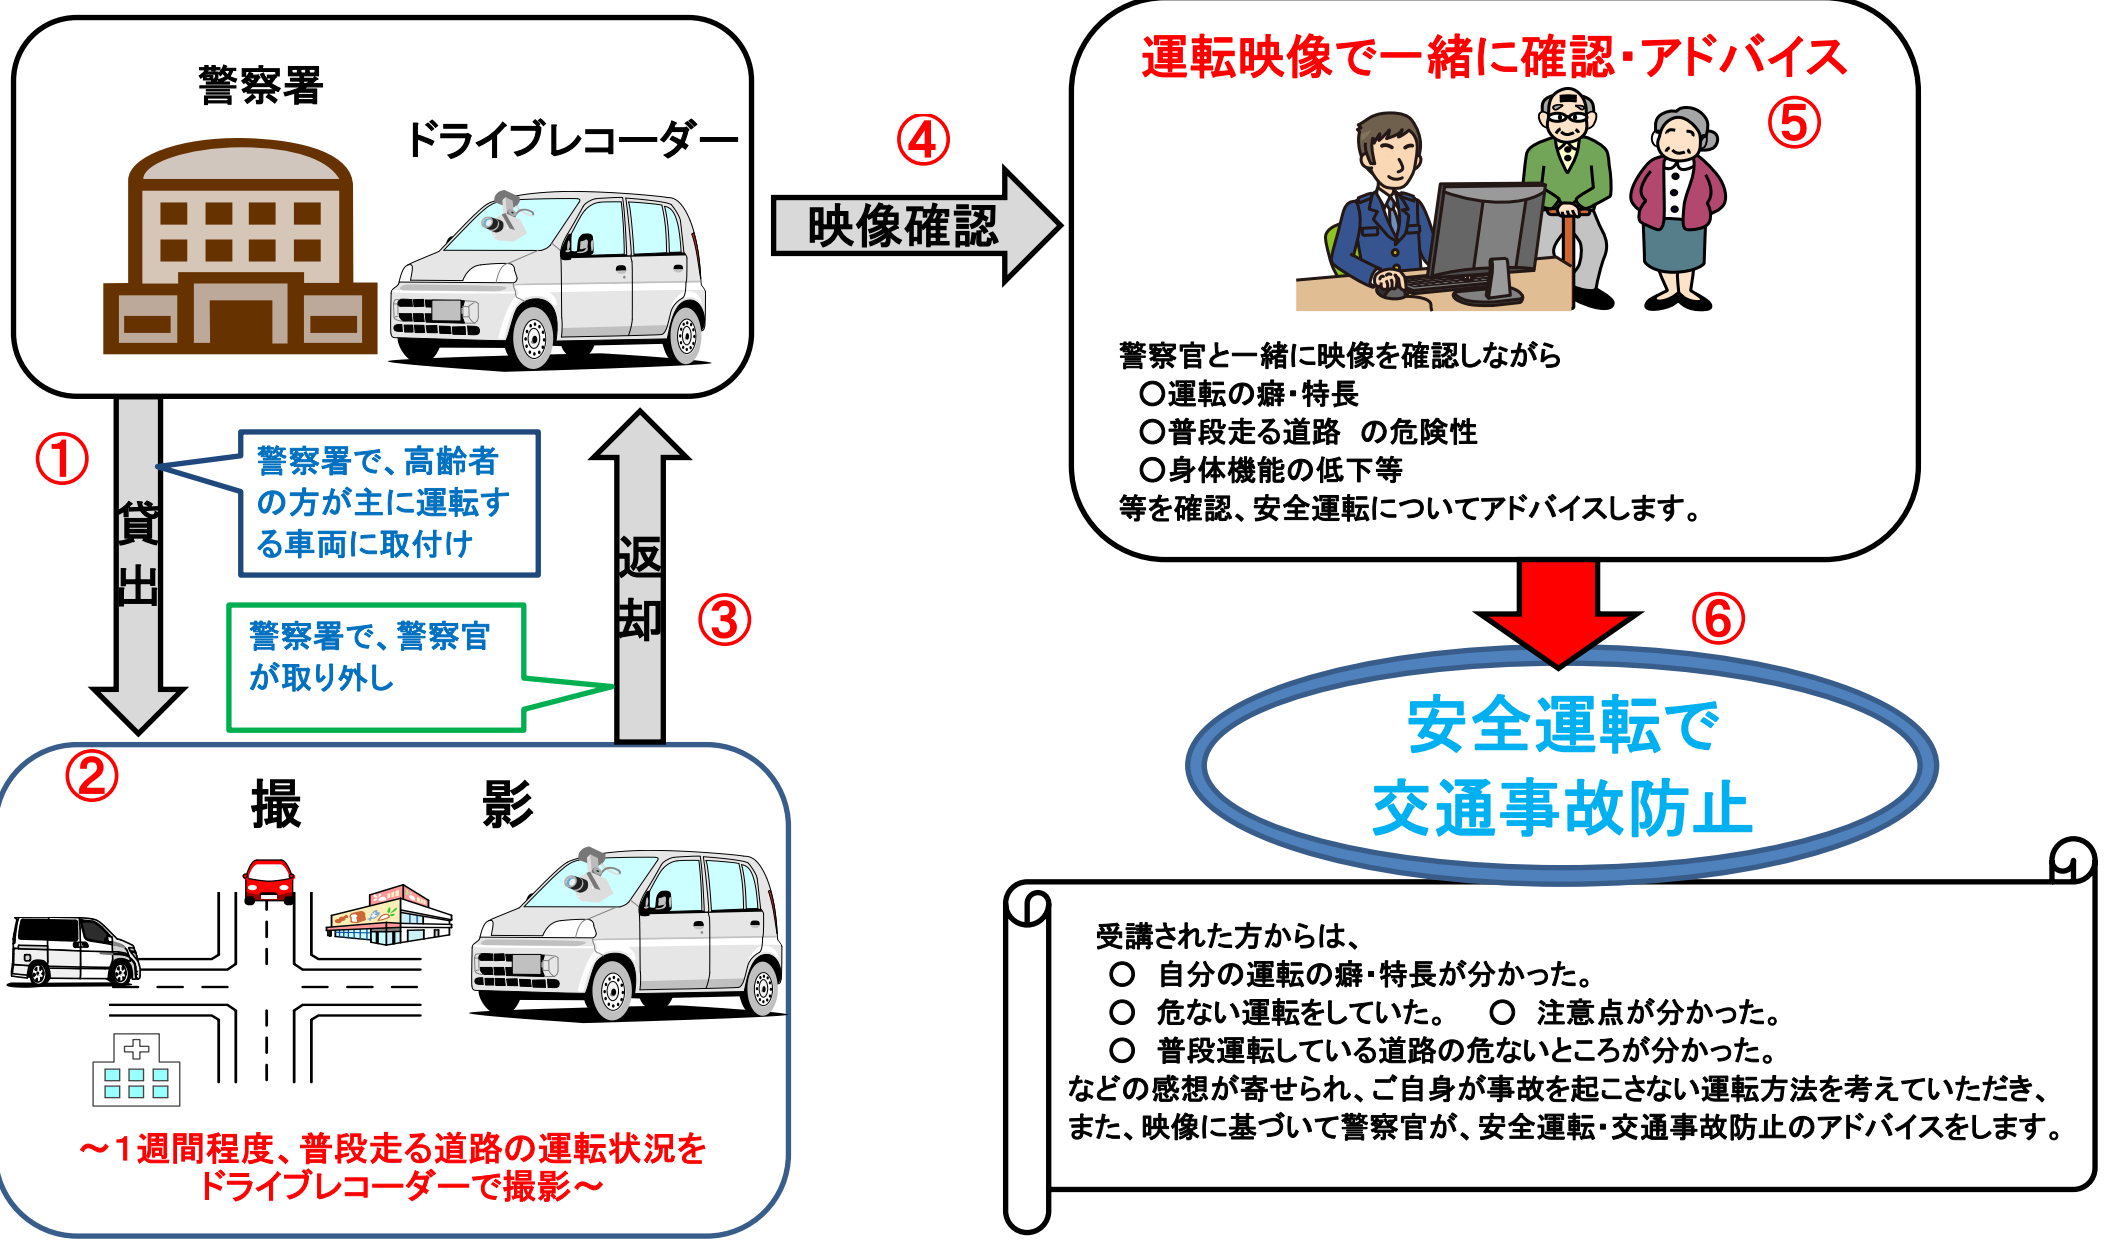 警察署
ドライブレコーダー
①
貸出
警察署で、高齢者
の方が主に運転す
る車両に取付け
②
撮 影
～１週間程度、普段走る道路の運転状況を
ドライブレコーダーで撮影～
③
返却
警察署で、警察官
が取り外し
④
映像確認
運転映像で一緒に確認・アドバイス
⑤
警察官と一緒に映像を確認しながら
○運転の癖・特長
○普段走る道路 の危険性
○身体機能の低下等
等を確認、安全運転についてアドバイスします。
⑥
安全運転で
交通事故防止
受講された方からは、
○ 自分の運転の癖・特長が分かった。
○ 危ない運転をしていた。 ○ 注意点が分かった。
○ 普段運転している道路の危ないところが分かった。
などの感想が寄せられ、ご自身が事故を起こさない運転方法を考えていただき、
また、映像に基づいて警察官が、安全運転・交通事故防止のアドバイスをします。